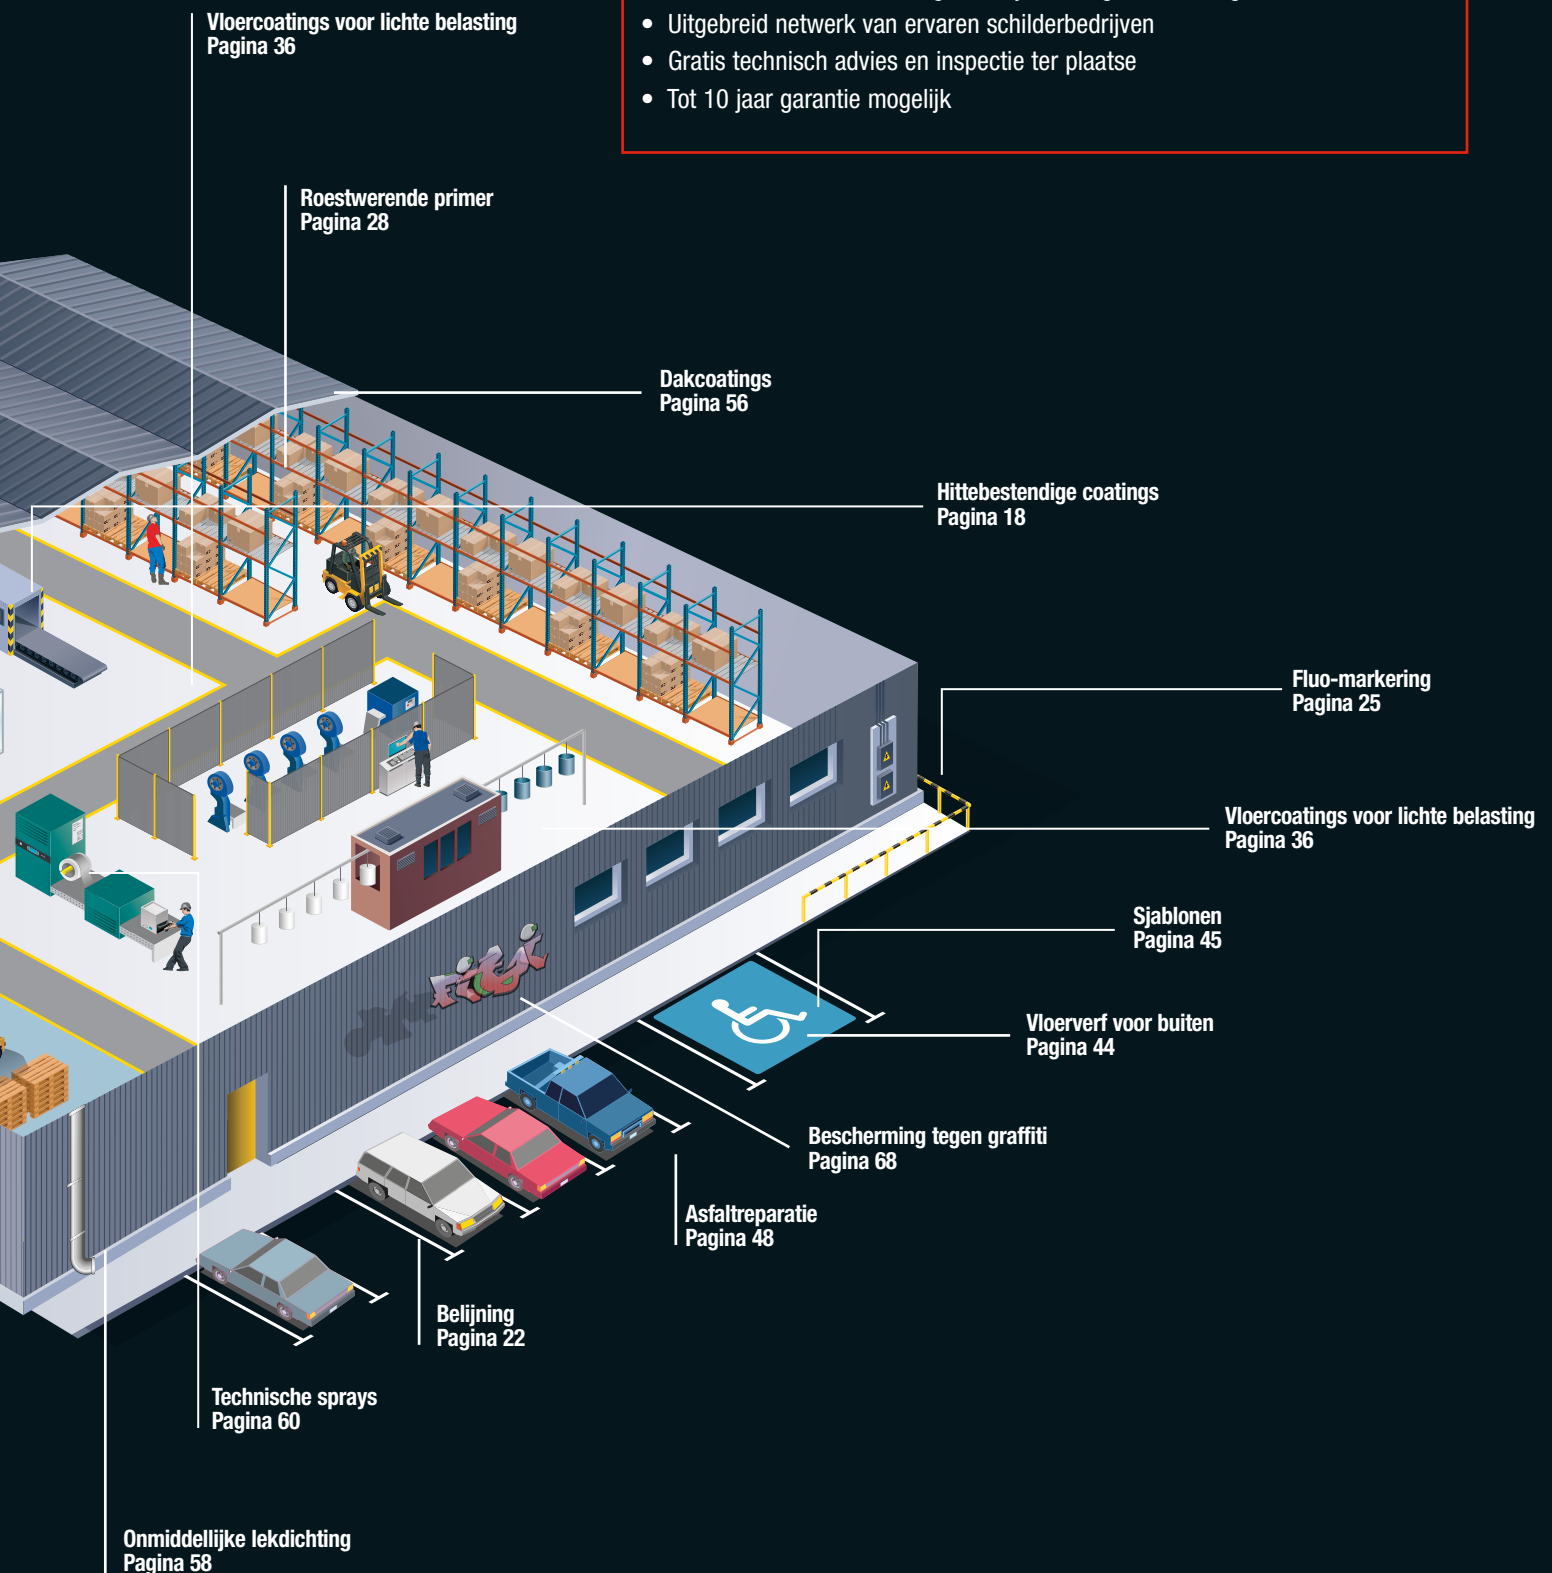 Vloercoatings voor lichte belasting
Pagina 36
• Uitgebreid netwerk van ervaren schilderbedrijven
• Gratis technisch advies en inspectie ter plaatse
• Tot 10 jaar garantie mogelijk
Roestwerende primer
Pagina 28
Dakcoatings
Pagina 56
Hittebestendige coatings
Pagina 18
Fluo-markering
Pagina 25
Vloercoatings voor lichte belasting
Pagina 36
Sjablonen
Pagina 45
Vloerverf voor buiten
Pagina 44
Bescherming tegen graffiti
Pagina 68
Asfaltreparatie
Pagina 48
Belijning
Pagina 22
Technische sprays
Pagina 60
Onmiddellijke lekdichting
Pagina 58